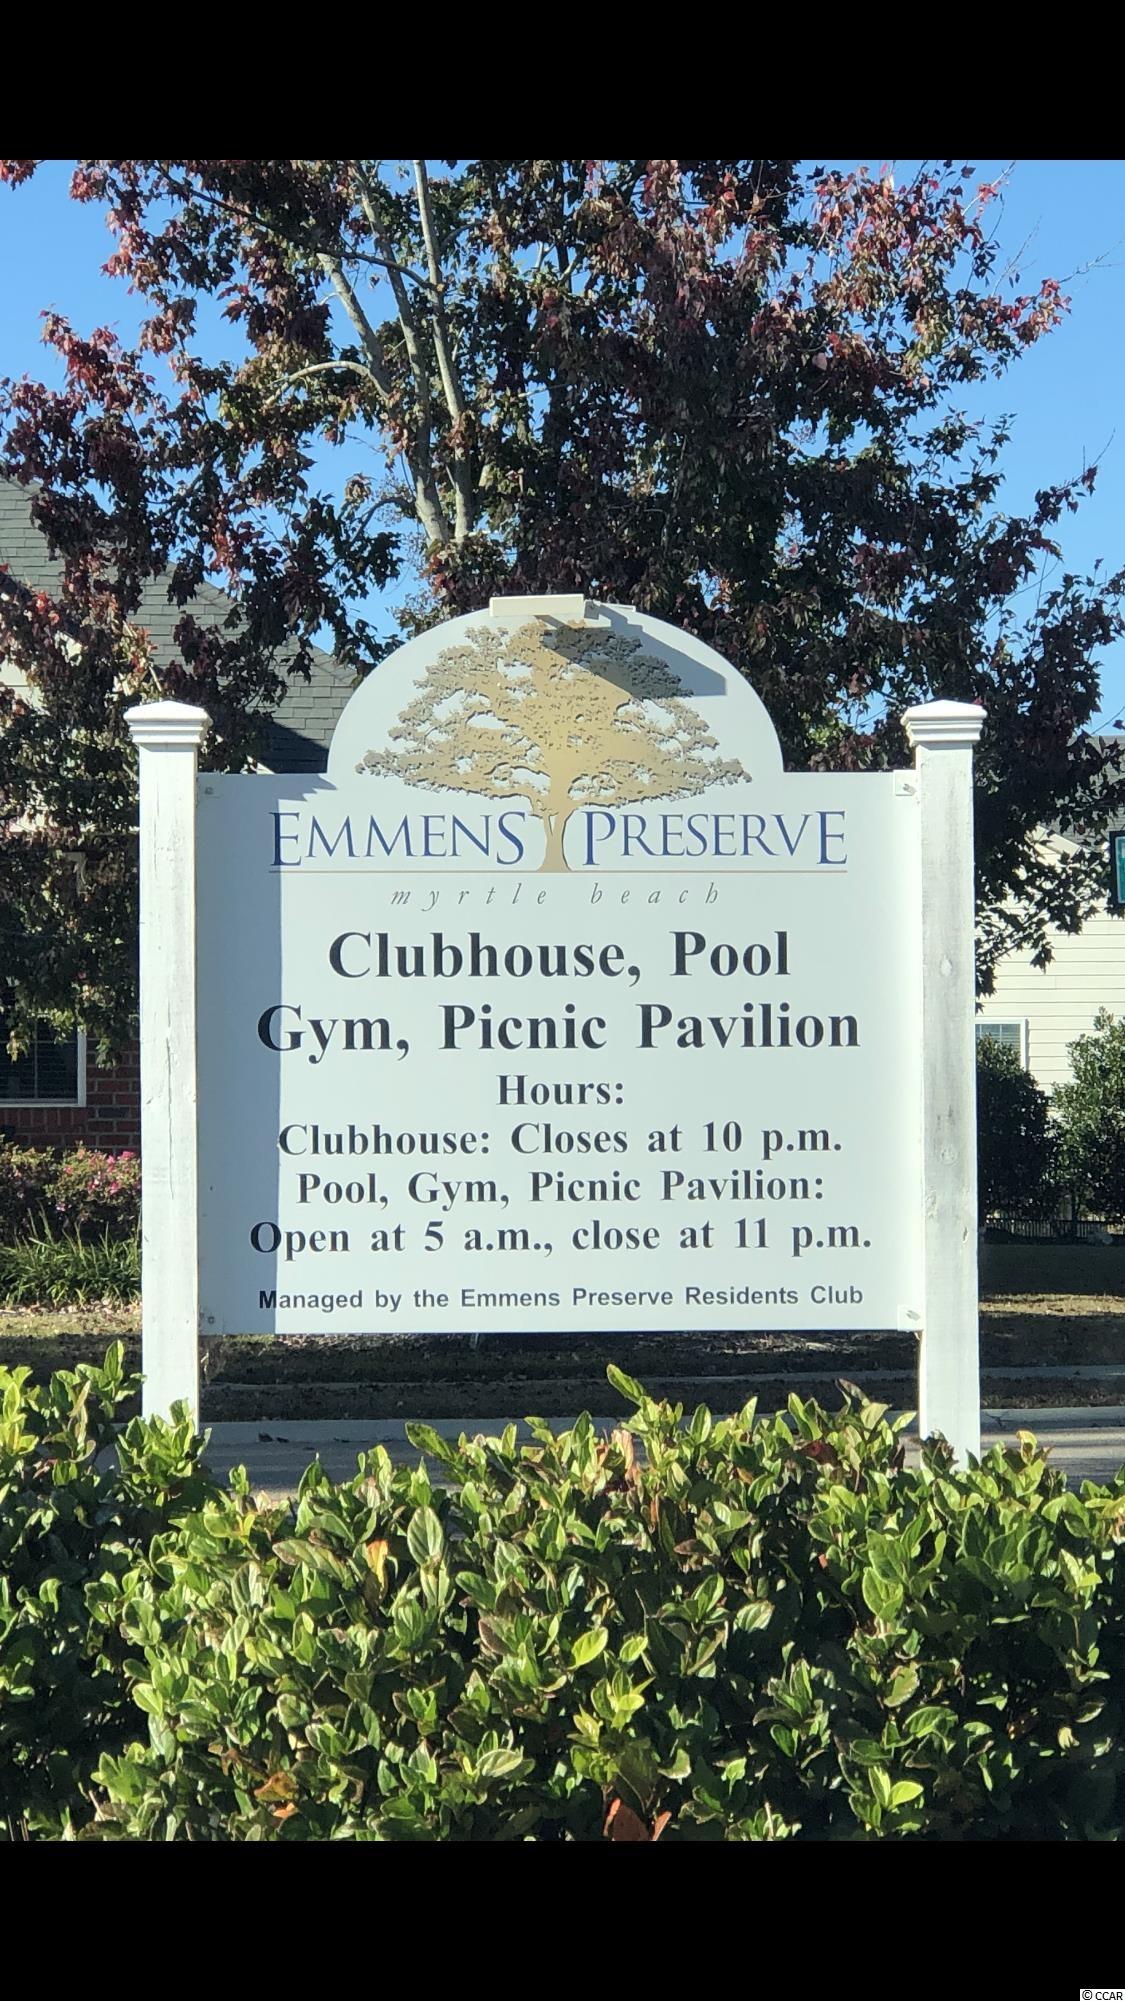 EMMENS PRESERVE
myrtle beach
Clubhouse, Pool
Gym, Picnic Pavilion
Hours:
Clubhouse: Closes at 10 p.m.
Pool, Gym, Picnic Pavilion:
Open at 5 a.m., close at 11 p.m.
Managed by the Emmens Preserve Residents Club
© CCAR